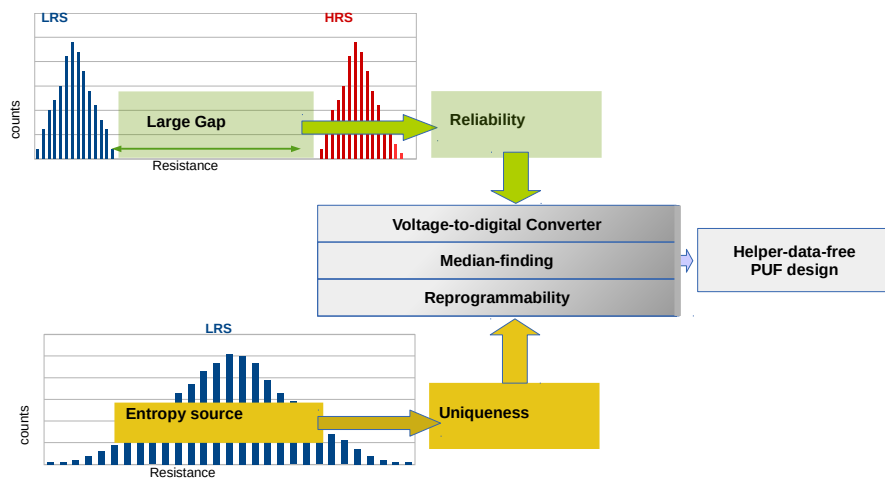 LRS
HRS
counts
Large Gap
Resistance
Reliability
Voltage-to-digital Converter
Median-finding
Reprogrammability
Helper-data-free
PUF design
LRS
counts
Entropy source
Resistance
Uniqueness